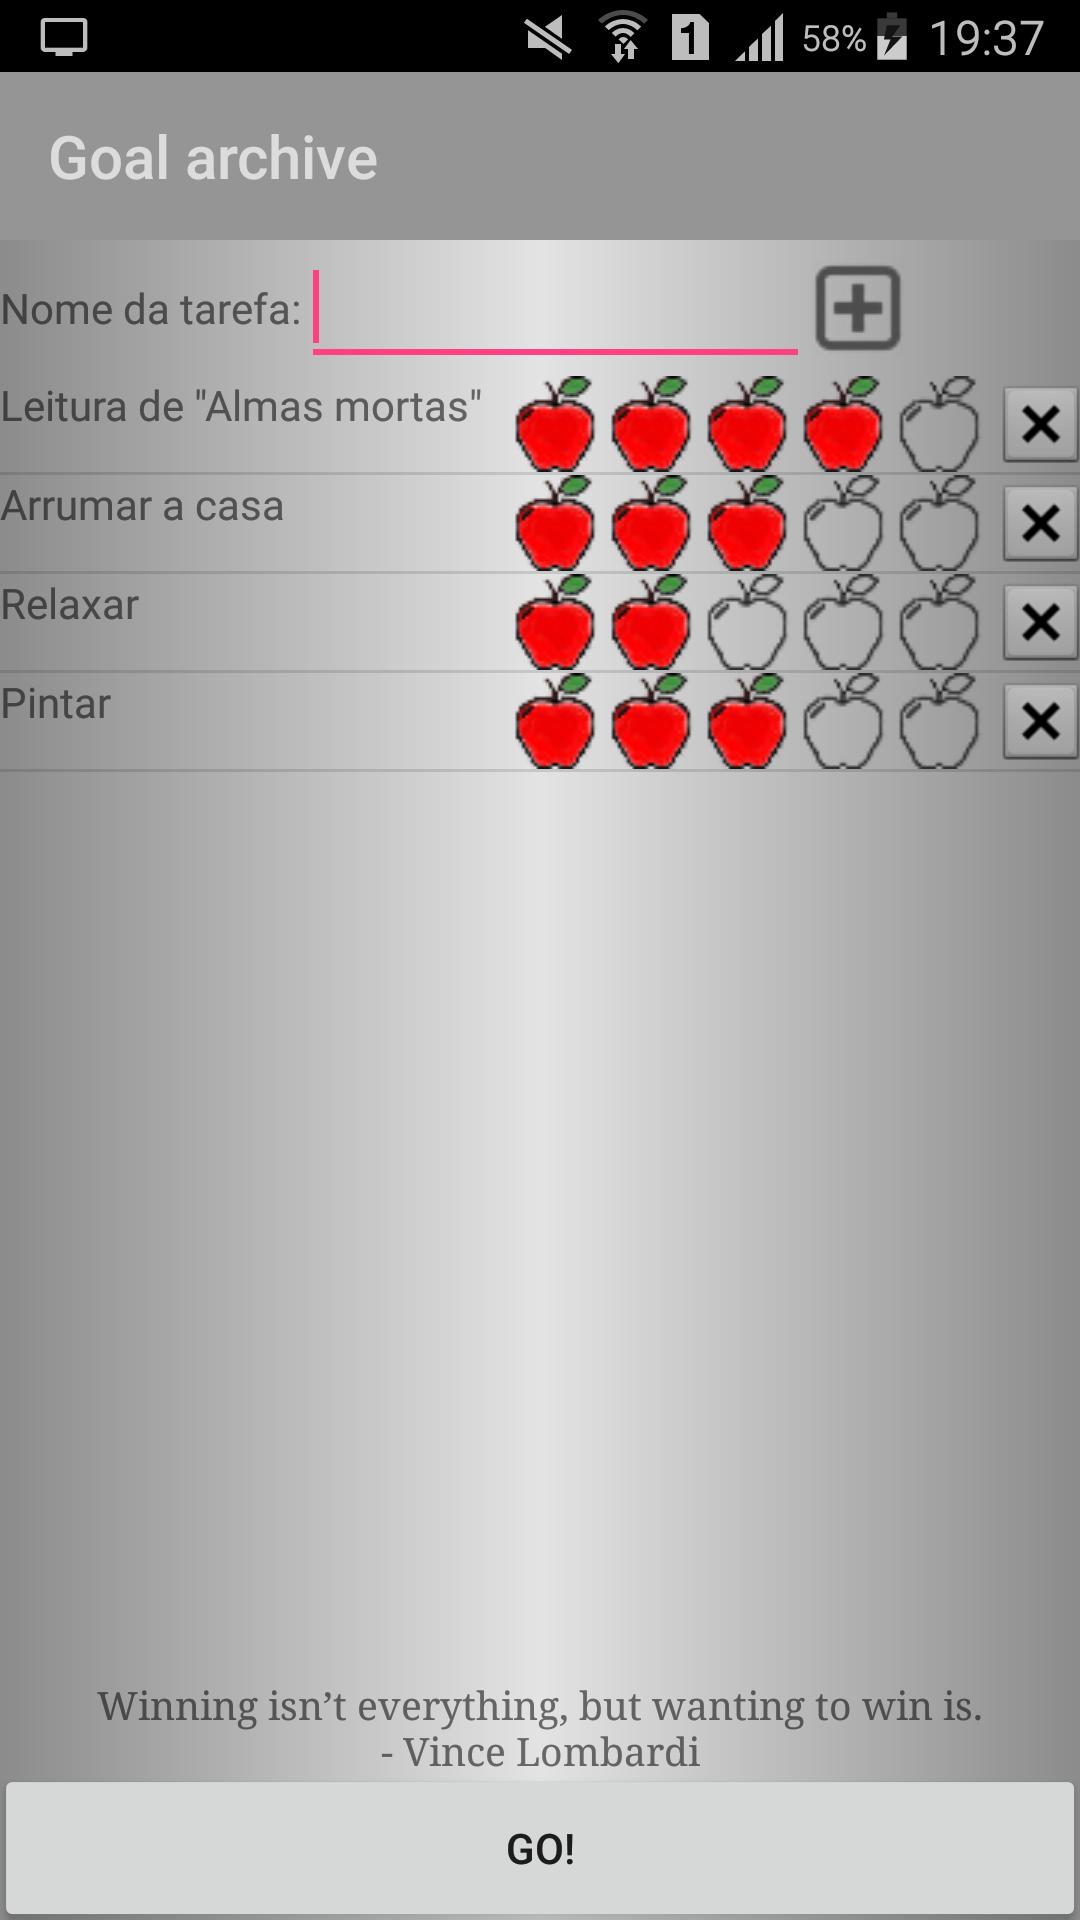 1 58% 19:37
Goal archive
Nome da tarefa:
Leitura de "Almas mortas"
Arrumar a casa
Relaxar
Pintar
Winning isn’t everything, but wanting to win is.
- Vince Lombardi
GO!